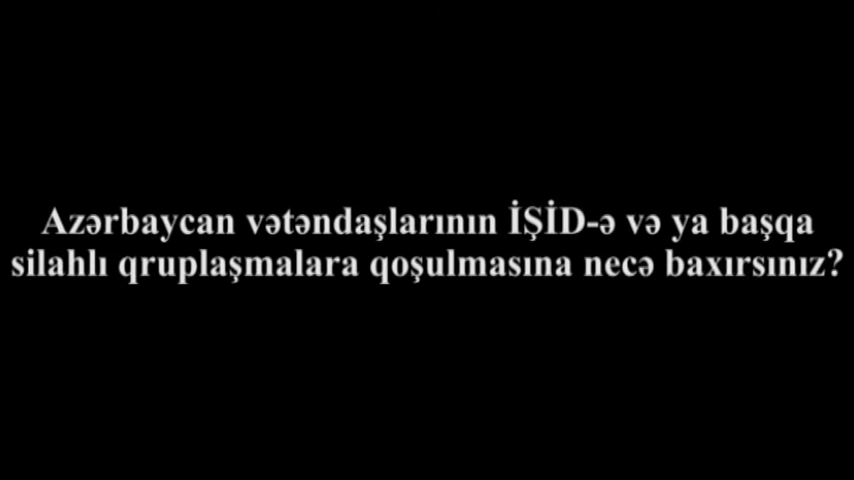 Azərbaycan vətəndaşlarının İŞİD-ə və ya başqa
silahlı qruplaşmalara qoşulmasına necə baxırsınız?